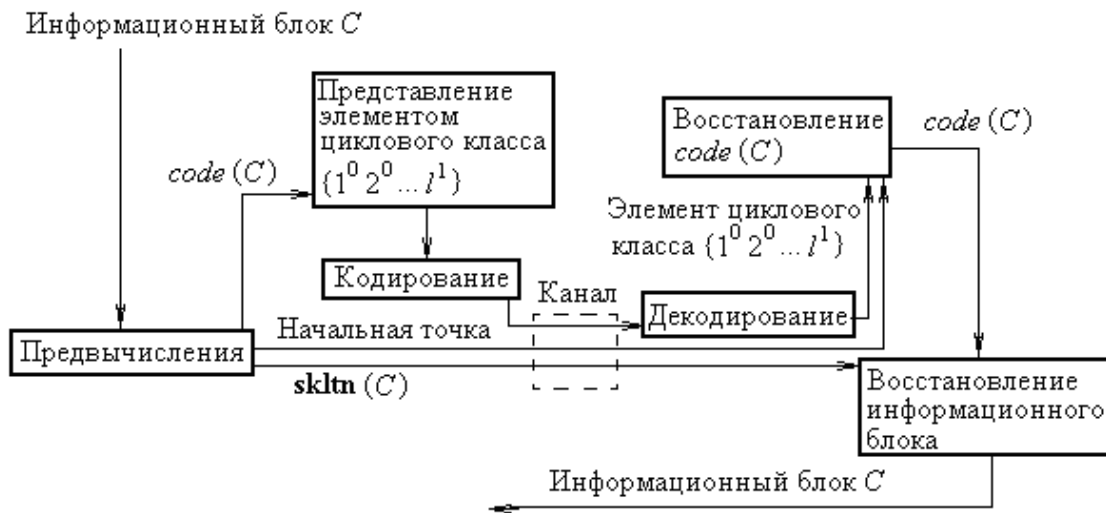 Информационный блок C
Представление
элементом
циклового класса
{1⁰ 2⁰ ... l¹}
code (C)
Восстановление
code (C)
code (C)
Элемент циклового
класса {1⁰ 2⁰ ... l¹}
Кодирование
Канал
Декодирование
Начальная точка
Предвычисления
skltn (C)
Восстановление
информационного
блока
Информационный блок C